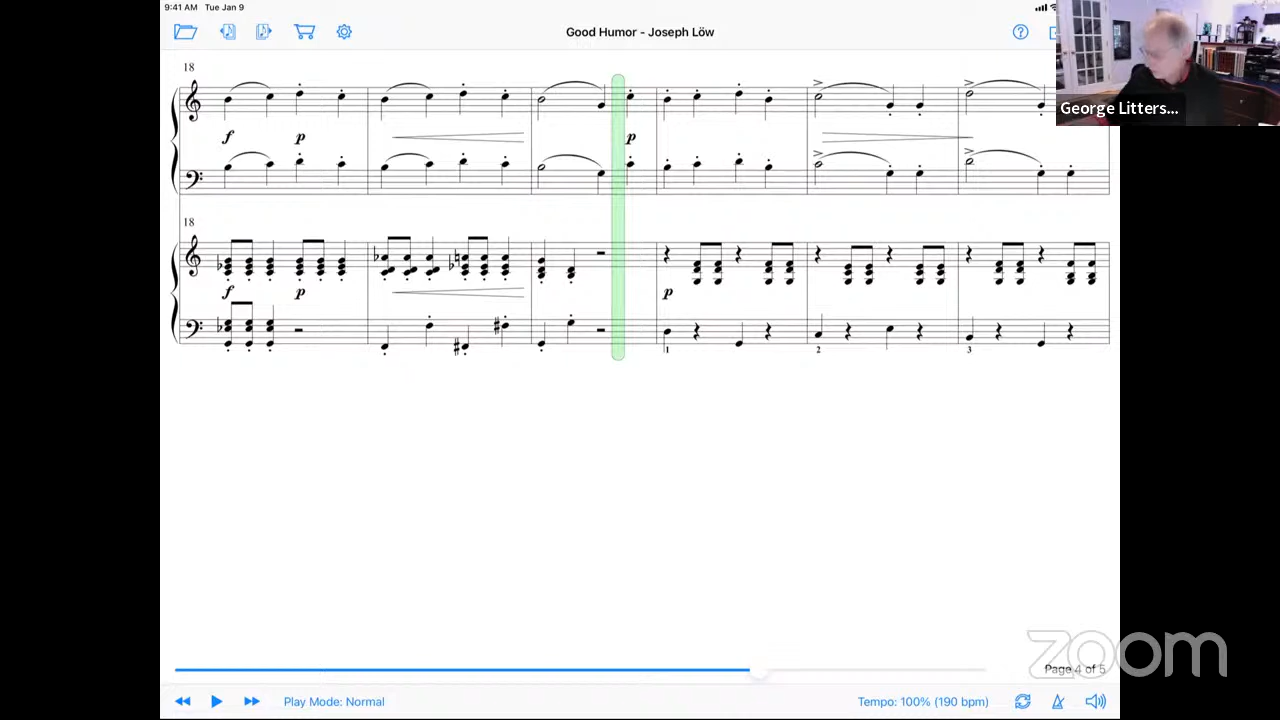 9:41 AM Tue Jan 9
Good Humor - Joseph Löw
George Litters...
18
f p p
18
f p p
1 2 3
zoom
Page 4 of 5
Play Mode: Normal
Tempo: 100% (190 bpm)